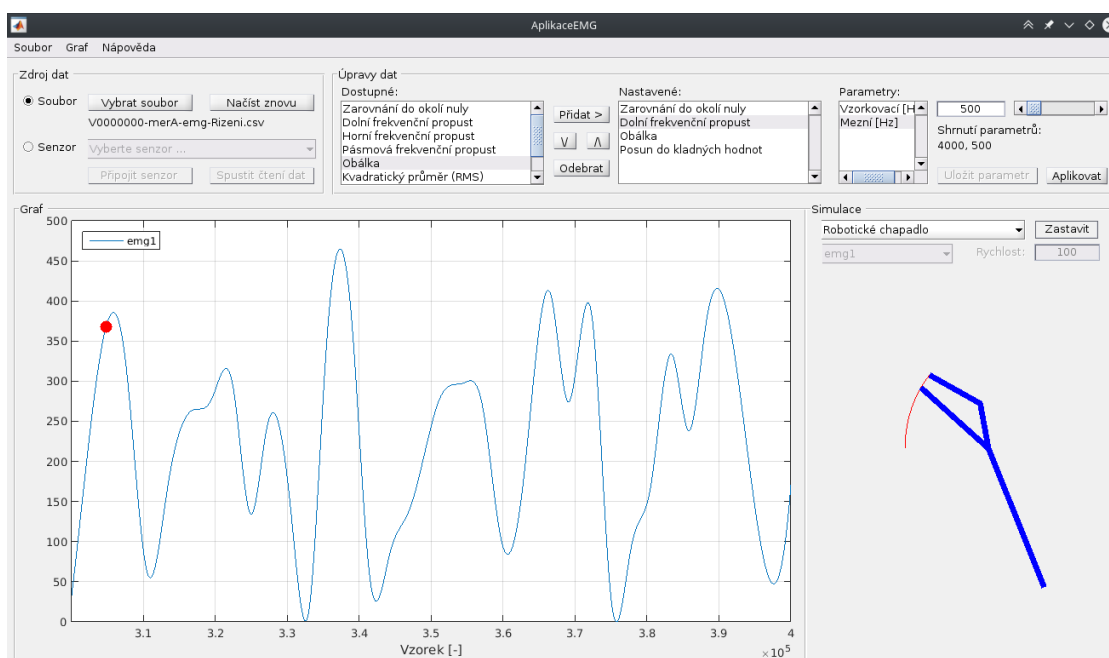 AplikaceEMG
Soubor Graf Nápověda
Zdroj dat
Soubor
Vybrat soubor
Načíst znovu
V0000000-merA-emg-Rizeni.csv
Senzor
Vyberte senzor ...
Připojit senzor
Spustit čtení dat
Úpravy dat
Dostupné:
Zarovnání do okolí nuly
Dolní frekvenční propust
Horní frekvenční propust
Pásmová frekvenční propust
Obálka
Kvadratický průměr (RMS)
Přidat >
V Λ
Odebrat
Nastavené:
Zarovnání do okolí nuly
Dolní frekvenční propust
Obálka
Posun do kladných hodnot
Parametry:
Vzorkovací [H
Mezní [Hz]
500
Shrnutí parametrů:
4000, 500
Uložit parametr
Aplikovat
Graf
emg1
500
450
400
350
300
250
200
150
100
50
0
3.1 3.2 3.3 3.4 3.5 3.6 3.7 3.8 3.9 4
Vzorek [-]
×10^5
Simulace
Robotické chapadlo
Zastavit
emg1
Rychlost:
100